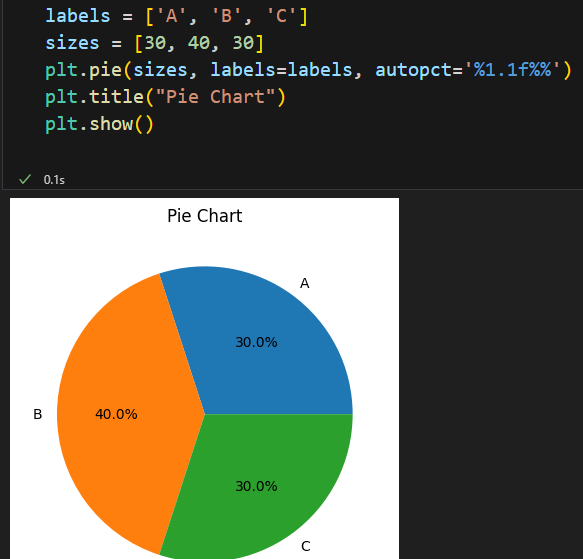 labels = ['A', 'B', 'C']
sizes = [30, 40, 30]
plt.pie(sizes, labels=labels, autopct='%1.1f%%')
plt.title("Pie Chart")
plt.show()
0.1s
Pie Chart
A
30.0%
B
40.0%
30.0%
C